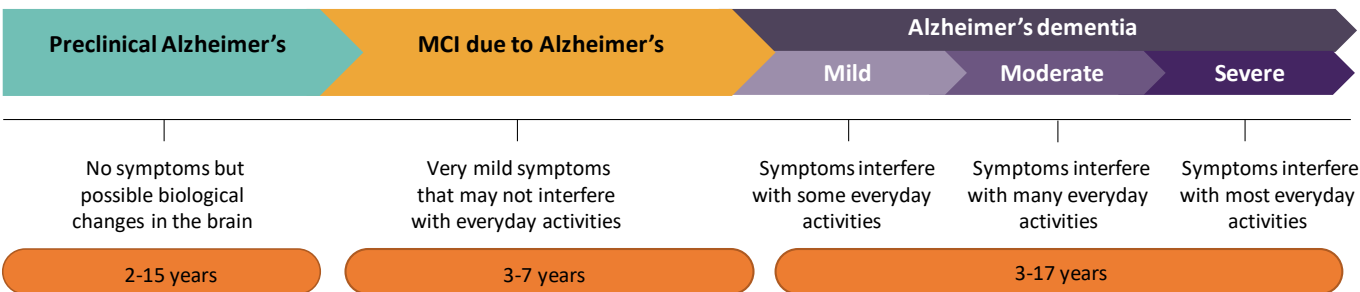 Preclinical Alzheimer's
MCI due to Alzheimer's
Alzheimer's dementia
Mild
Moderate
Severe
No symptoms but
possible biological
changes in the brain
Very mild symptoms
that may not interfere
with everyday activities
Symptoms interfere
with some everyday
activities
Symptoms interfere
with many everyday
activities
Symptoms interfere
with most everyday
activities
2-15 years
3-7 years
3-17 years